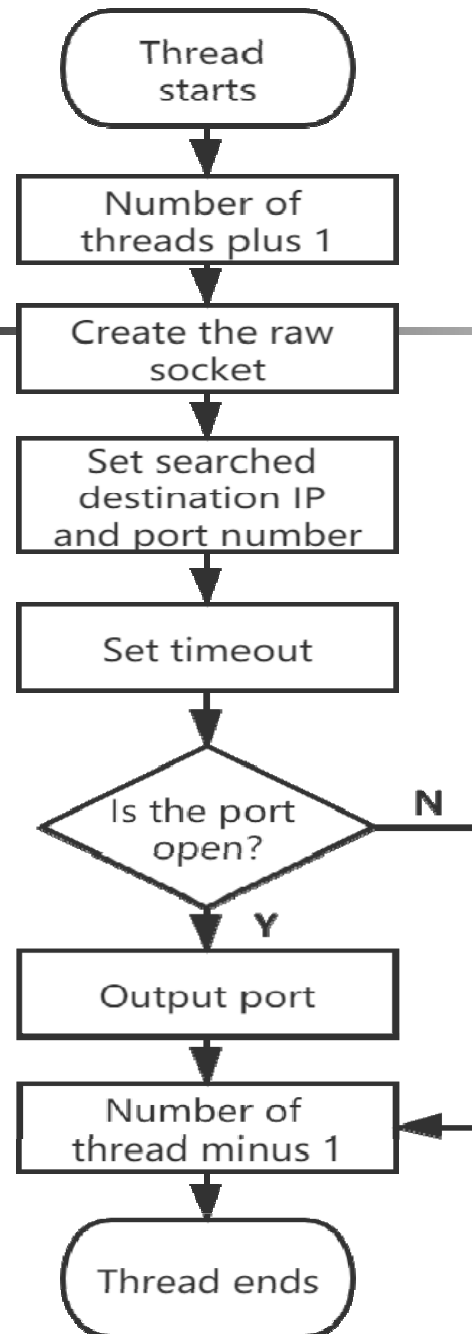 Thread
starts
Number of
threads plus 1
Create the raw
socket
Set searched
destination IP
and port number
Set timeout
Is the port
open?
N
Y
Output port
Number of
thread minus 1
Thread ends